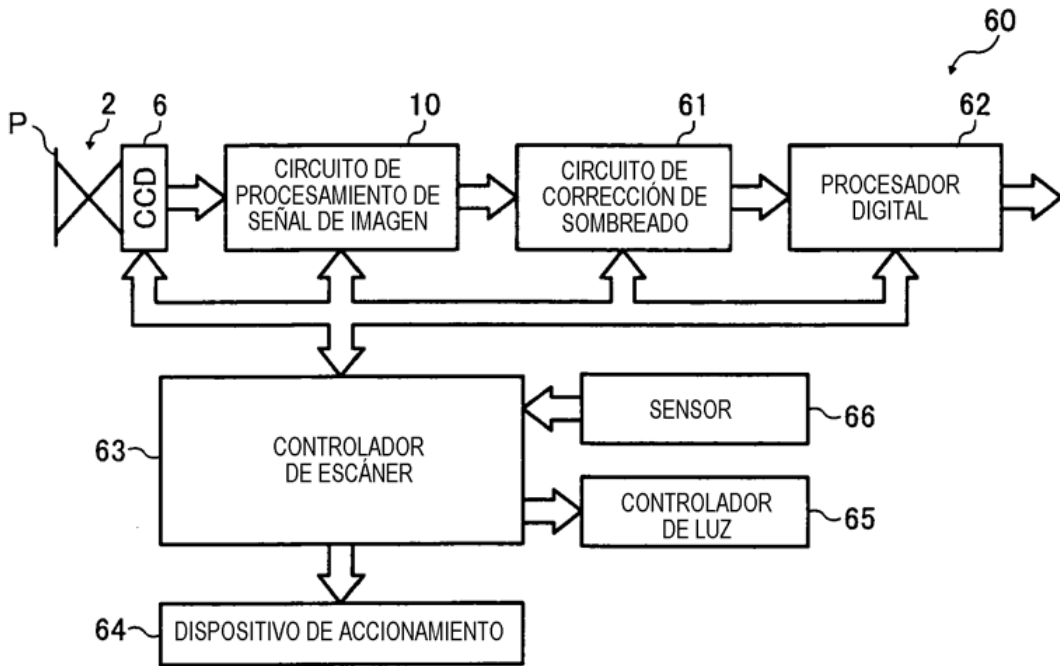 60
P
2
6
10
61
62
CCD
CIRCUITO DE
PROCESAMIENTO DE
SEÑAL DE IMAGEN
CIRCUITO DE
CORRECCIÓN DE
SOMBREADO
PROCESADOR
DIGITAL
63
CONTROLADOR
DE ESCÁNER
SENSOR
66
CONTROLADOR
DE LUZ
65
64
DISPOSITIVO DE ACCIONAMIENTO